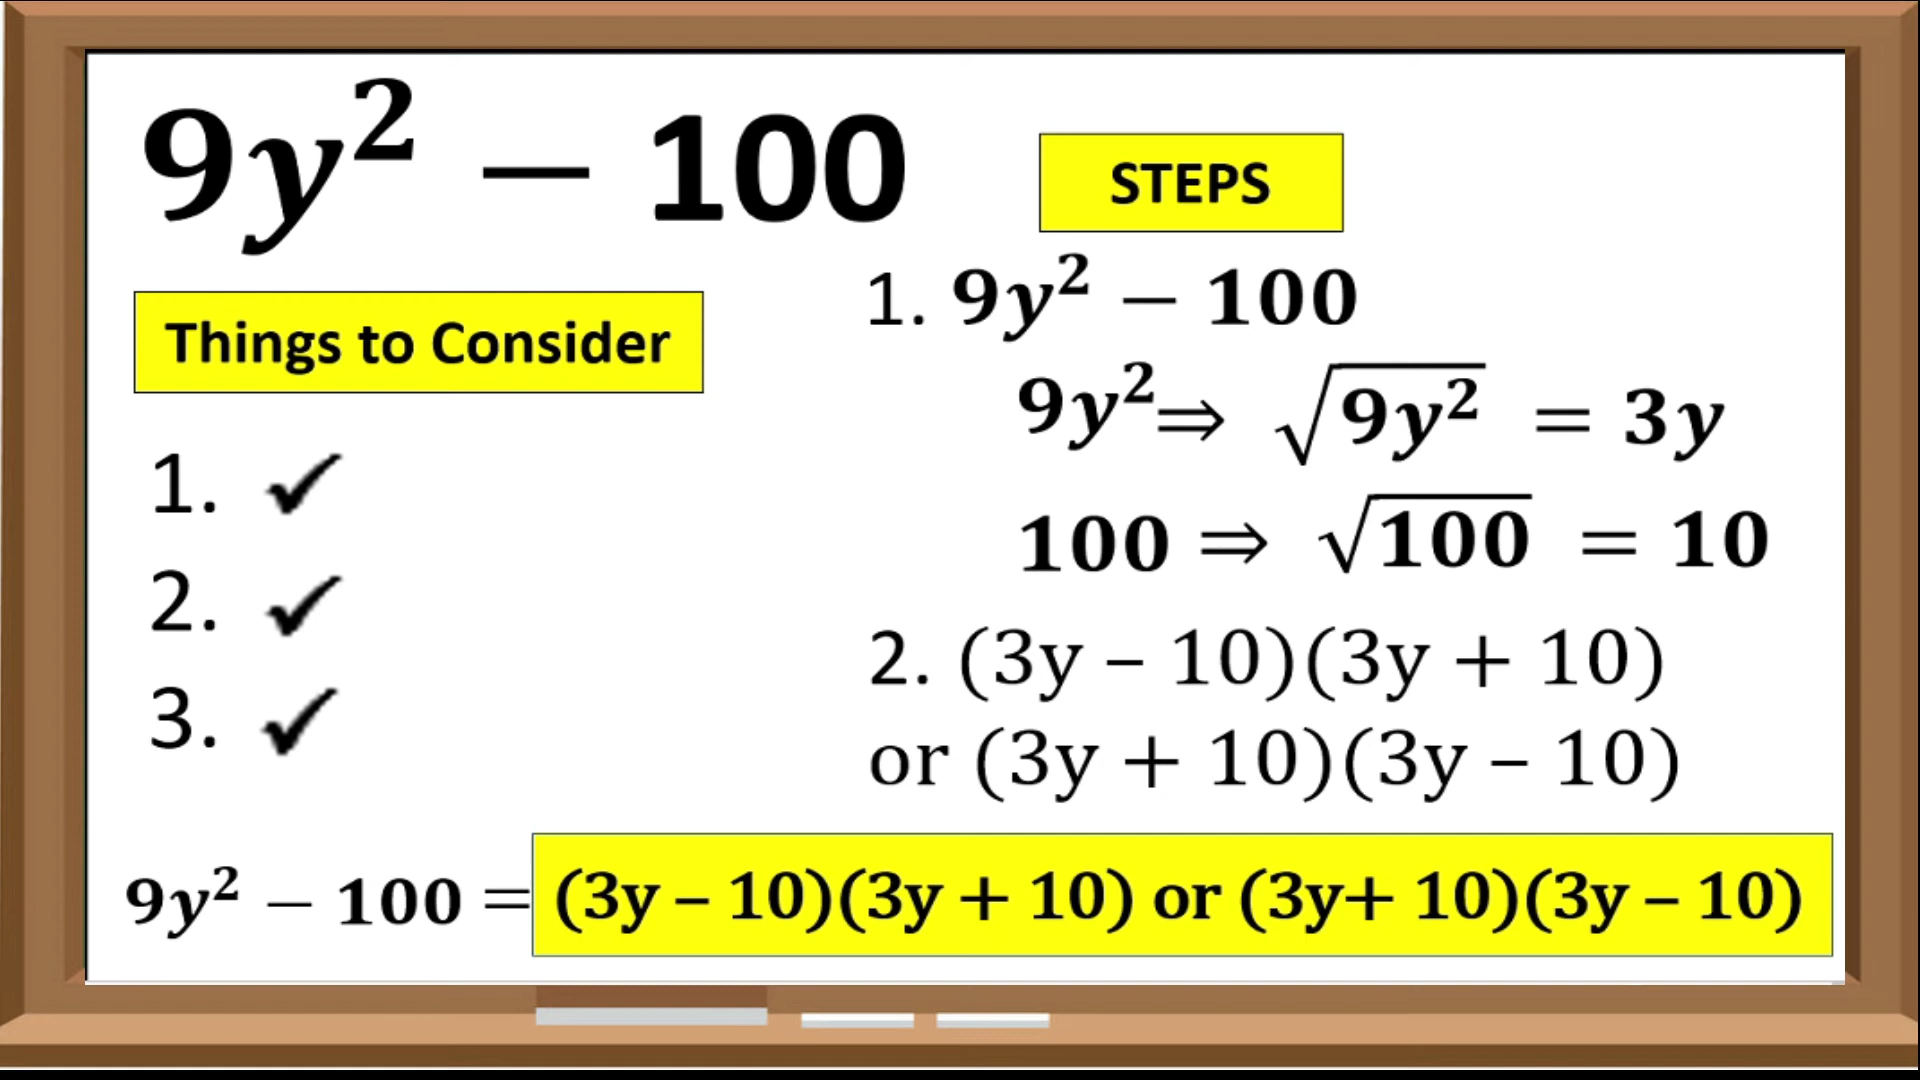 9y² – 100
STEPS
Things to Consider
1. ✓
2. ✓
3. ✓
1. 9y² – 100
9y² ⇒ √9y² = 3y
100 ⇒ √100 = 10
2. (3y – 10)(3y + 10)
or (3y + 10)(3y – 10)
9y² – 100 = (3y – 10)(3y + 10) or (3y+ 10)(3y – 10)